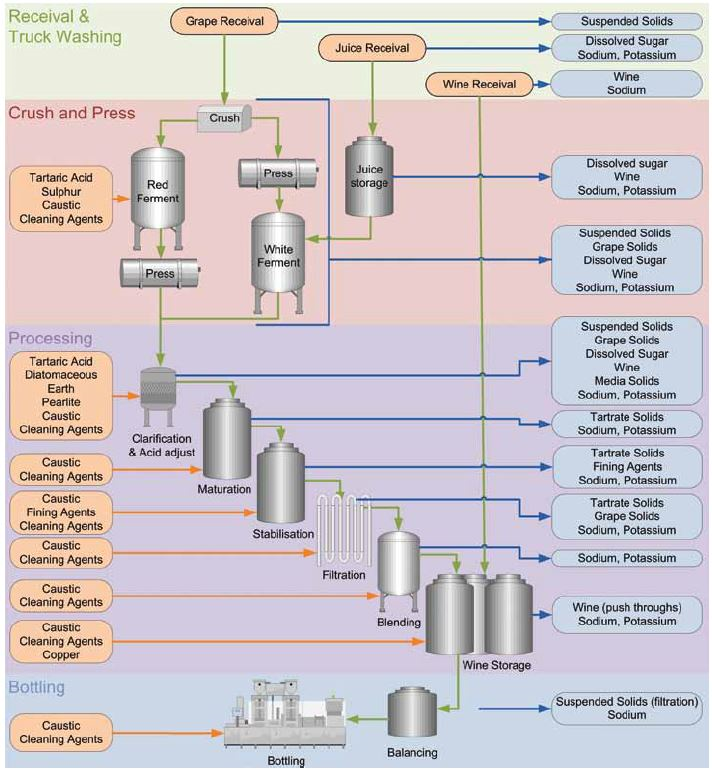 Receival &
Truck Washing
Grape Receival
Suspended Solids
Juice Receival
Dissolved Sugar
Sodium, Potassium
Wine Receival
Wine
Sodium
Crush and Press
Crush
Tartaric Acid
Sulphur
Caustic
Cleaning Agents
Red
Ferment
Press
Juice
storage
Dissolved sugar
Wine
Sodium, Potassium
White
Ferment
Press
Suspended Solids
Grape Solids
Dissolved Sugar
Wine
Sodium, Potassium
Processing
Tartaric Acid
Diatomaceous
Earth
Pearlite
Caustic
Cleaning Agents
Clarification
& Acid adjust
Suspended Solids
Grape Solids
Dissolved Sugar
Wine
Media Solids
Sodium, Potassium
Tartrate Solids
Sodium, Potassium
Caustic
Cleaning Agents
Maturation
Tartrate Solids
Fining Agents
Sodium, Potassium
Caustic
Fining Agents
Cleaning Agents
Stabilisation
Tartrate Solids
Grape Solids
Sodium, Potassium
Caustic
Cleaning Agents
Filtration
Sodium, Potassium
Caustic
Cleaning Agents
Blending
Wine (push throughs)
Sodium, Potassium
Caustic
Cleaning Agents
Copper
Wine Storage
Bottling
Suspended Solids (filtration)
Sodium
Caustic
Cleaning Agents
Bottling
Balancing